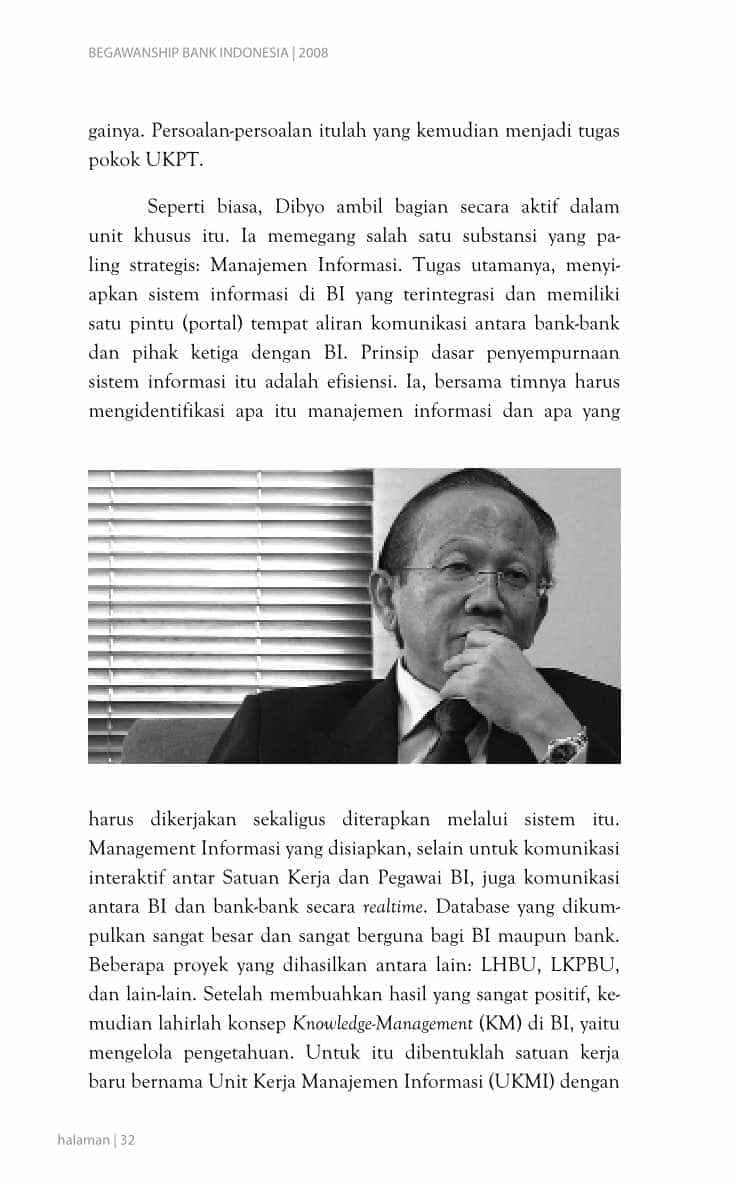 BEGAWANSHIP BANK INDONESIA | 2008
gainya. Persoalan-persoalan itulah yang kemudian menjadi tugas
pokok UKPT.
Seperti biasa, Dibyo ambil bagian secara aktif dalam
unit khusus itu. Ia memegang salah satu substansi yang pa-
ling strategis: Manajemen Informasi. Tugas utamanya, menyi-
apkan sistem informasi di BI yang terintegrasi dan memiliki
satu pintu (portal) tempat aliran komunikasi antara bank-bank
dan pihak ketiga dengan BI. Prinsip dasar penyempurnaan
sistem informasi itu adalah efisiensi. Ia, bersama timnya harus
mengidentifikasi apa itu manajemen informasi dan apa yang
harus dikerjakan sekaligus diterapkan melalui sistem itu.
Management Informasi yang disiapkan, selain untuk komunikasi
interaktif antar Satuan Kerja dan Pegawai BI, juga komunikasi
antara BI dan bank-bank secara realtime. Database yang dikum-
pulkan sangat besar dan sangat berguna bagi BI maupun bank.
Beberapa proyek yang dihasilkan antara lain: LHBU, LKPBU,
dan lain-lain. Setelah membuahkan hasil yang sangat positif, ke-
mudian lahirlah konsep Knowledge-Management (KM) di BI, yaitu
mengelola pengetahuan. Untuk itu dibentuklah satuan kerja
baru bernama Unit Kerja Manajemen Informasi (UKMI) dengan
halaman | 32